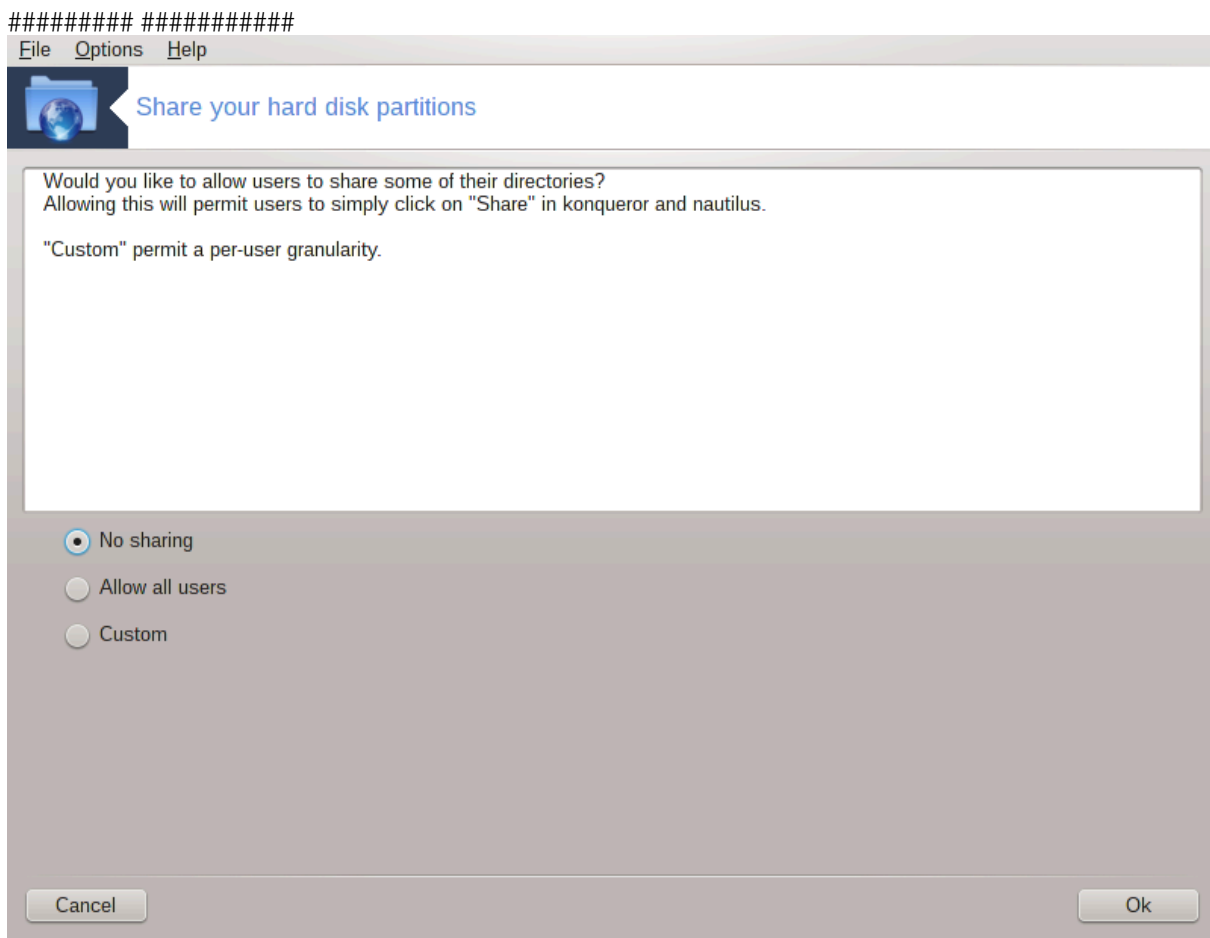 ######### ###########
File Options Help
Share your hard disk partitions
Would you like to allow users to share some of their directories?
Allowing this will permit users to simply click on "Share" in konqueror and nautilus.
"Custom" permit a per-user granularity.
No sharing
Allow all users
Custom
Cancel Ok